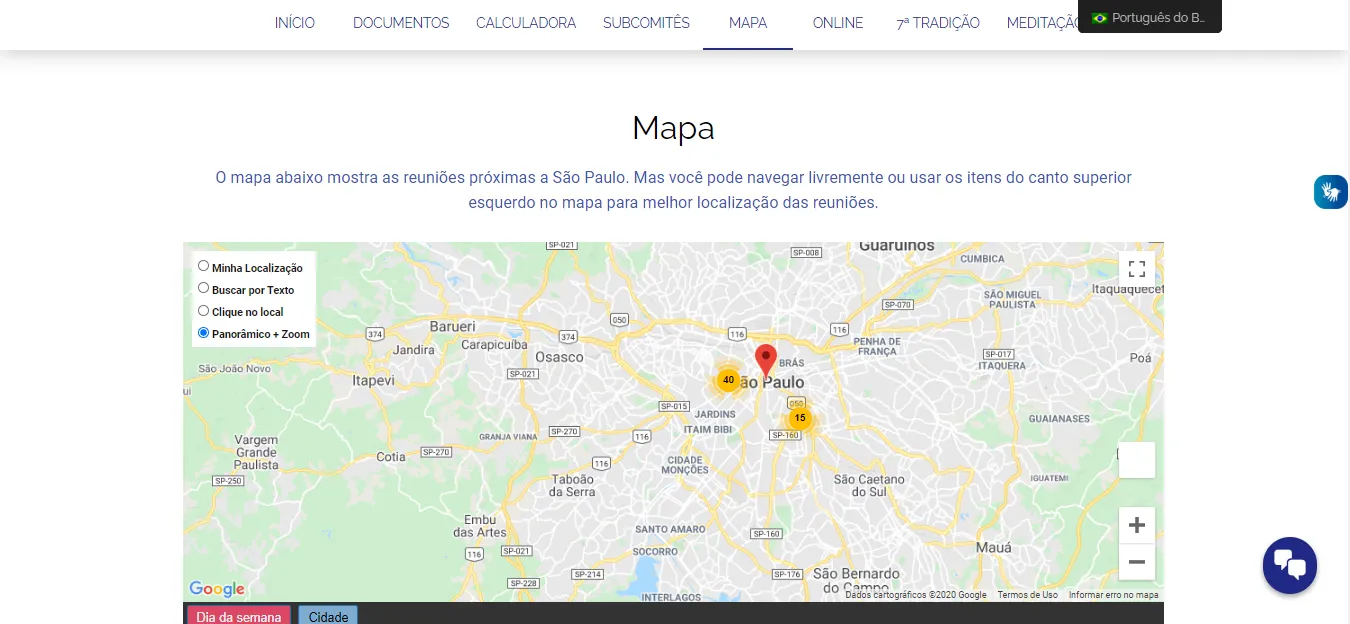 INÍCIO
DOCUMENTOS
CALCULADORA
SUBCOMITÊS
MAPA
ONLINE
7ª TRADIÇÃO
MEDITAÇÃO
Português do B...
Mapa
O mapa abaixo mostra as reuniões próximas a São Paulo. Mas você pode navegar livremente ou usar os itens do canto superior
esquerdo no mapa para melhor localização das reuniões.
Minha Localização
Buscar por Texto
Clique no local
Panorâmico + Zoom
SP-021
SP-008
Guarulhos
CUMBICA
Itaquaquecet
SÃO MIGUEL
PAULISTA
SP-070
050
116
116
374
Barueri
374
Carapicuíba
Jandira
Osasco
PENHA DE
FRANÇA
SP-017
ITAQUERA
Poá
São João Novo
Itapevi
SP-021
BRÁS
40
ão Paulo
SP-015
JARDINS
050
15
ITAIM BIBI
SP-160
GUAIANASES
GRANJA VIANA
SP-270
116
Vargem
Grande
Paulista
Cotia
SP-270
116
CIDADE
MONÇÕES
SP-250
Taboão
da Serra
São Caetano
do Sul
IGUATEMI
Embu
das Artes
SANTO AMARO
SP-160
116
SP-021
SOCORRO
Mauá
SP-214
SP-228
SP-176
São Bernardo
do Campo
INTERLAGOS
Google
Dados cartográficos ©2020 Google
Termos de Uso
Informar erro no mapa
Dia da semana
Cidade